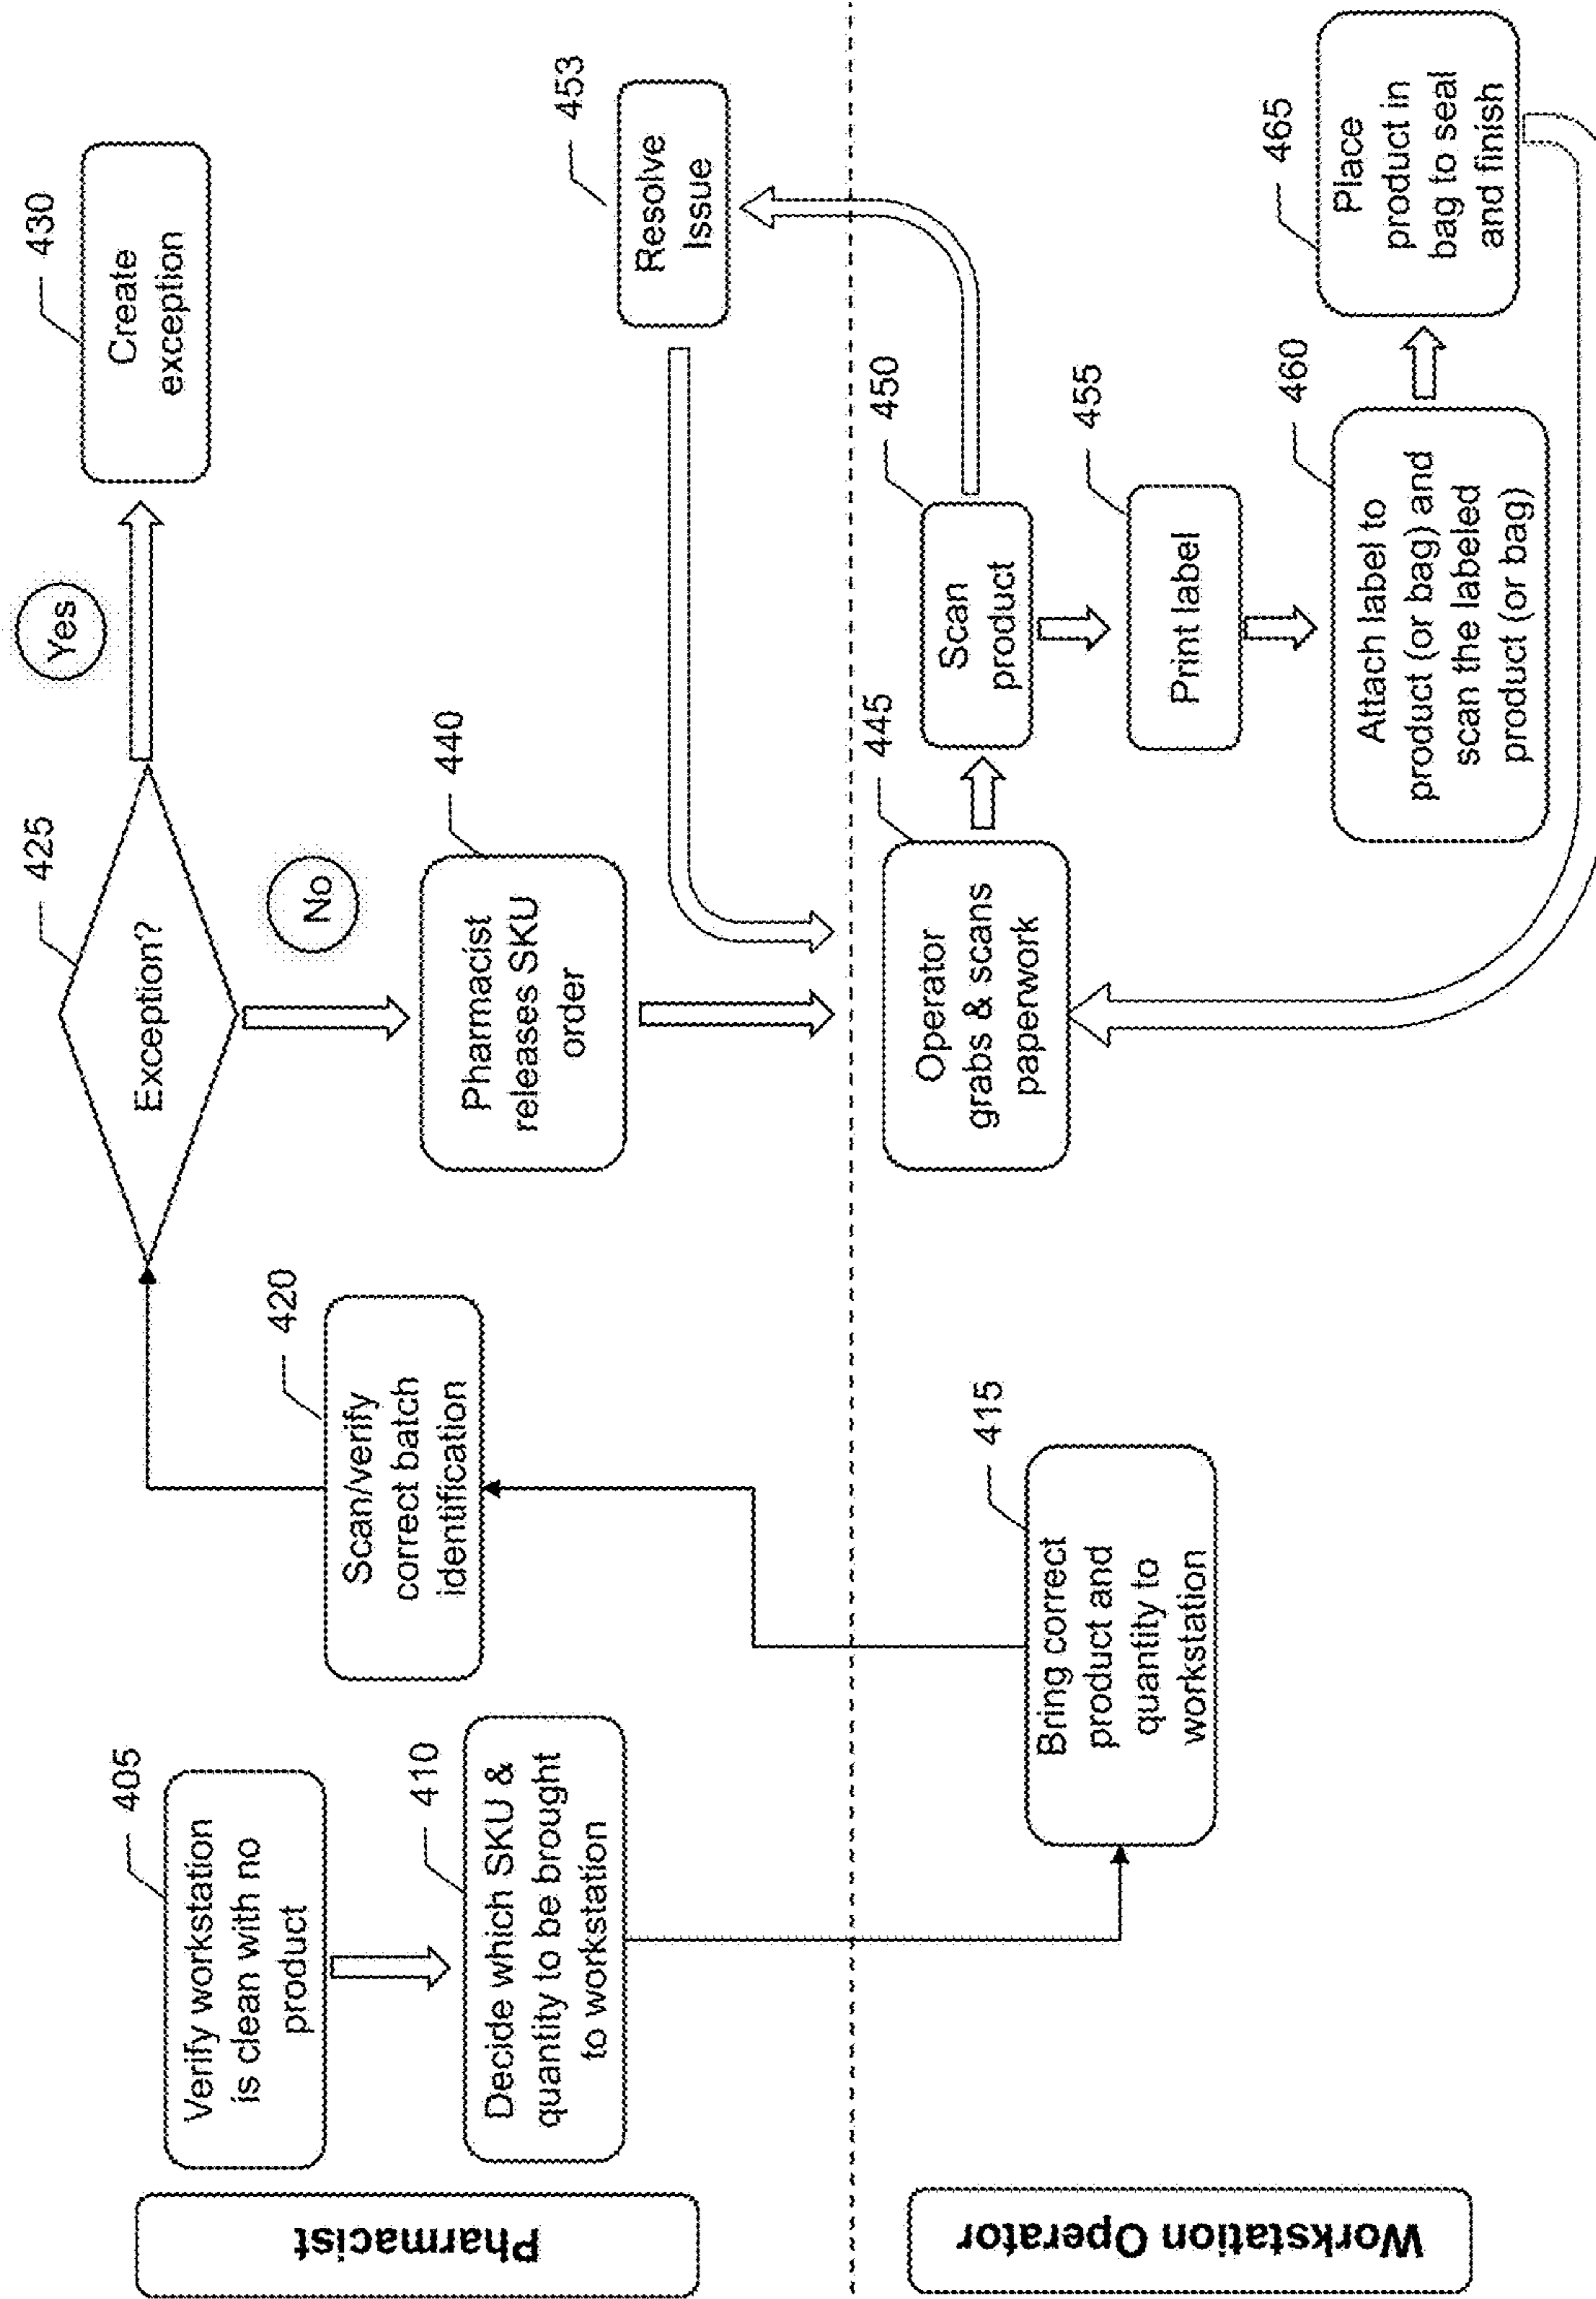 Pharmacist
405
Verify workstation
is clean with no
product
410
Decide which SKU &
quantity to be brought
to workstation
420
Scan/verify
correct batch
identification
425
Exception?
Yes
430
Create
exception
No
440
Pharmacist
releases SKU
order
453
Resolve
Issue
Workstation Operator
415
Bring correct
product and
quantity to
workstation
445
Operator
grabs & scans
paperwork
450
Scan
product
455
Print label
460
Attach label to
product (or bag) and
scan the labeled
product (or bag)
465
Place
product in
bag to seal
and finish